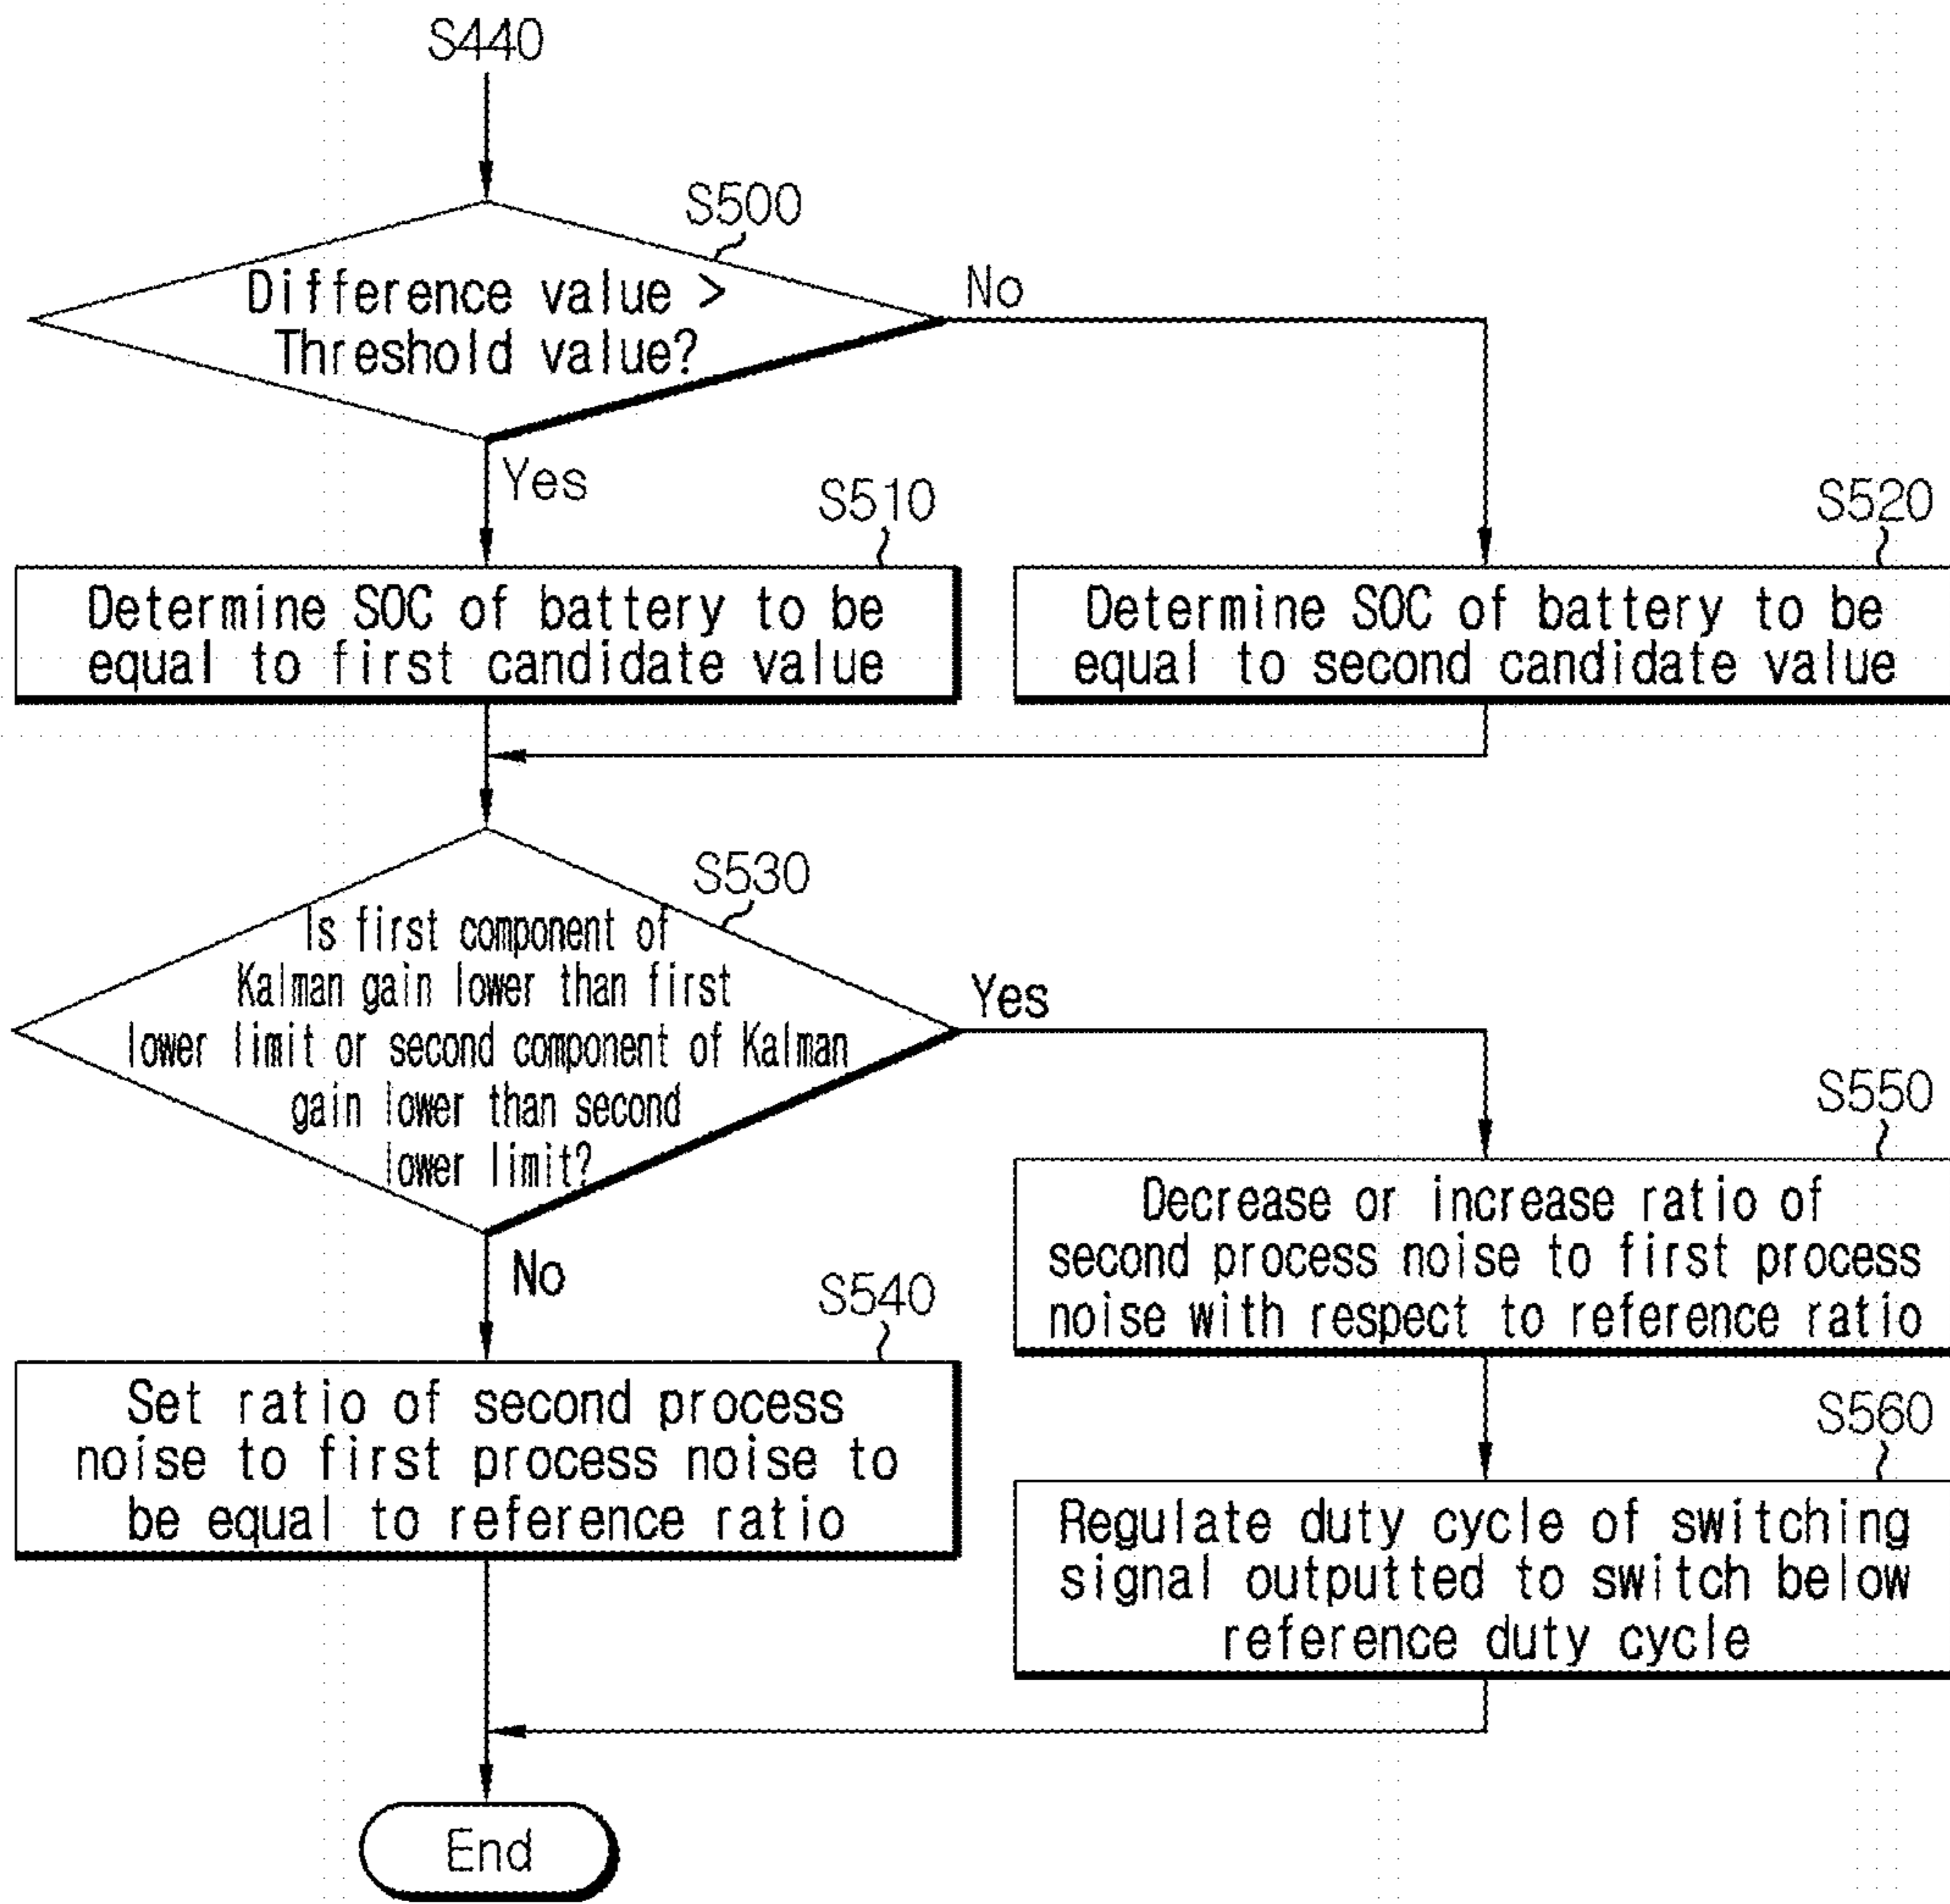 S440
S500
Difference value >
Threshold value?
No
Yes
S510
Determine SOC of battery to be
equal to first candidate value
S520
Determine SOC of battery to be
equal to second candidate value
S530
Is first component of
Kalman gain lower than first
lower limit or second component of Kalman
gain lower than second
lower limit?
Yes
No
S540
Set ratio of second process
noise to first process noise to
be equal to reference ratio
S550
Decrease or increase ratio of
second process noise to first process
noise with respect to reference ratio
S560
Regulate duty cycle of switching
signal outputted to switch below
reference duty cycle
End